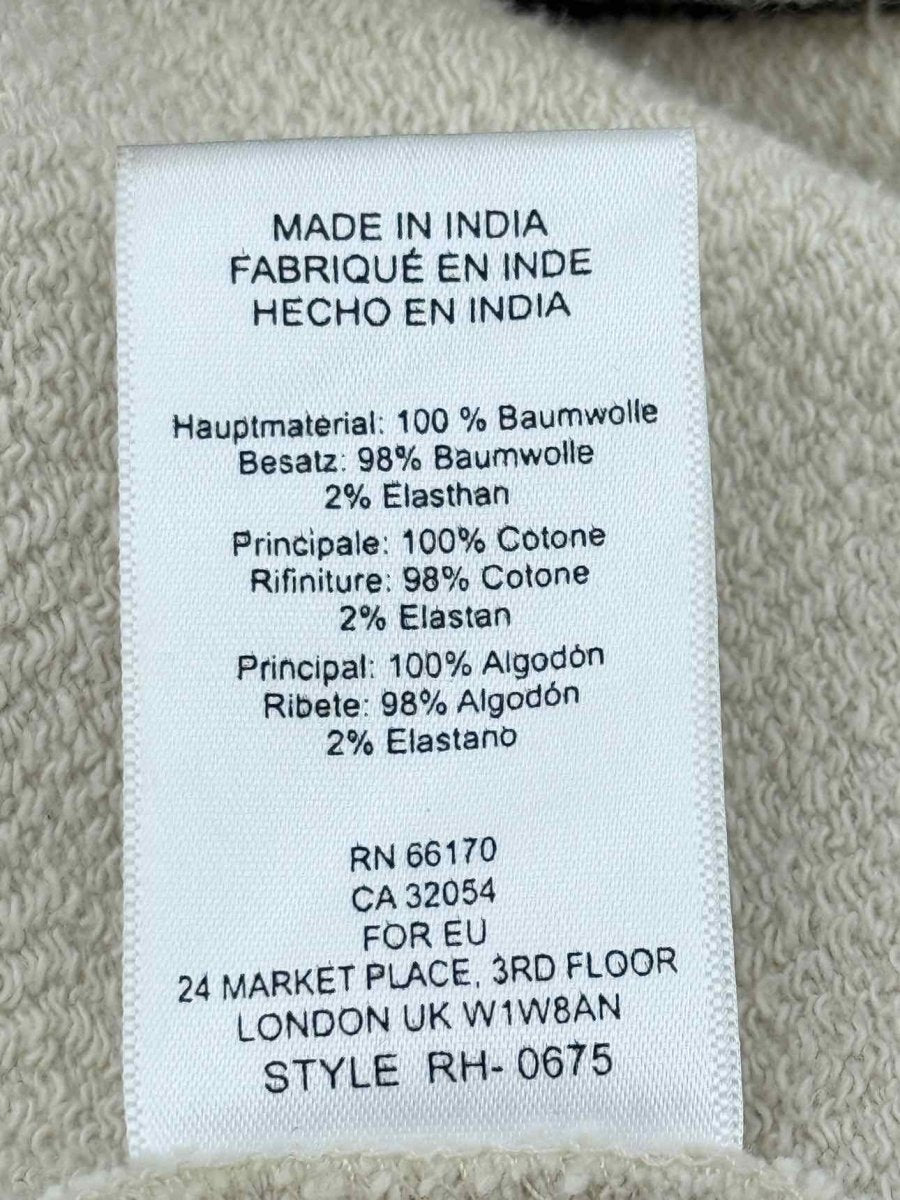 MADE IN INDIA
FABRIQUÉ EN INDE
HECHO EN INDIA
Hauptmaterial: 100 % Baumwolle
Besatz: 98% Baumwolle
2% Elasthan
Principale: 100% Cotone
Rifiniture: 98% Cotone
2% Elastan
Principal: 100% Algodón
Ribete: 98% Algodón
2% Elastano
RN 66170
CA 32054
FOR EU
24 MARKET PLACE, 3RD FLOOR
LONDON UK W1W8AN
STYLE RH- 0675